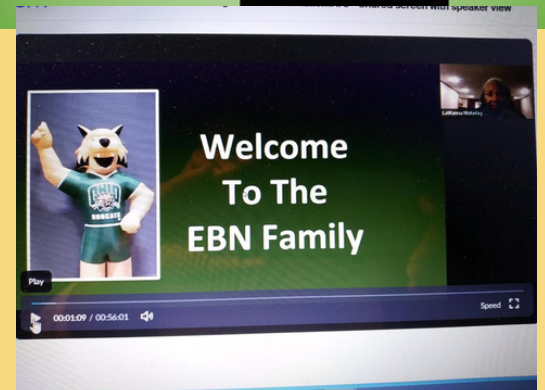 Shared screen with speaker view
Welcome
To The
EBN Family
OHIO
BOBCATS
LaVanna
Play
00:01:09 / 00:56:01
Speed